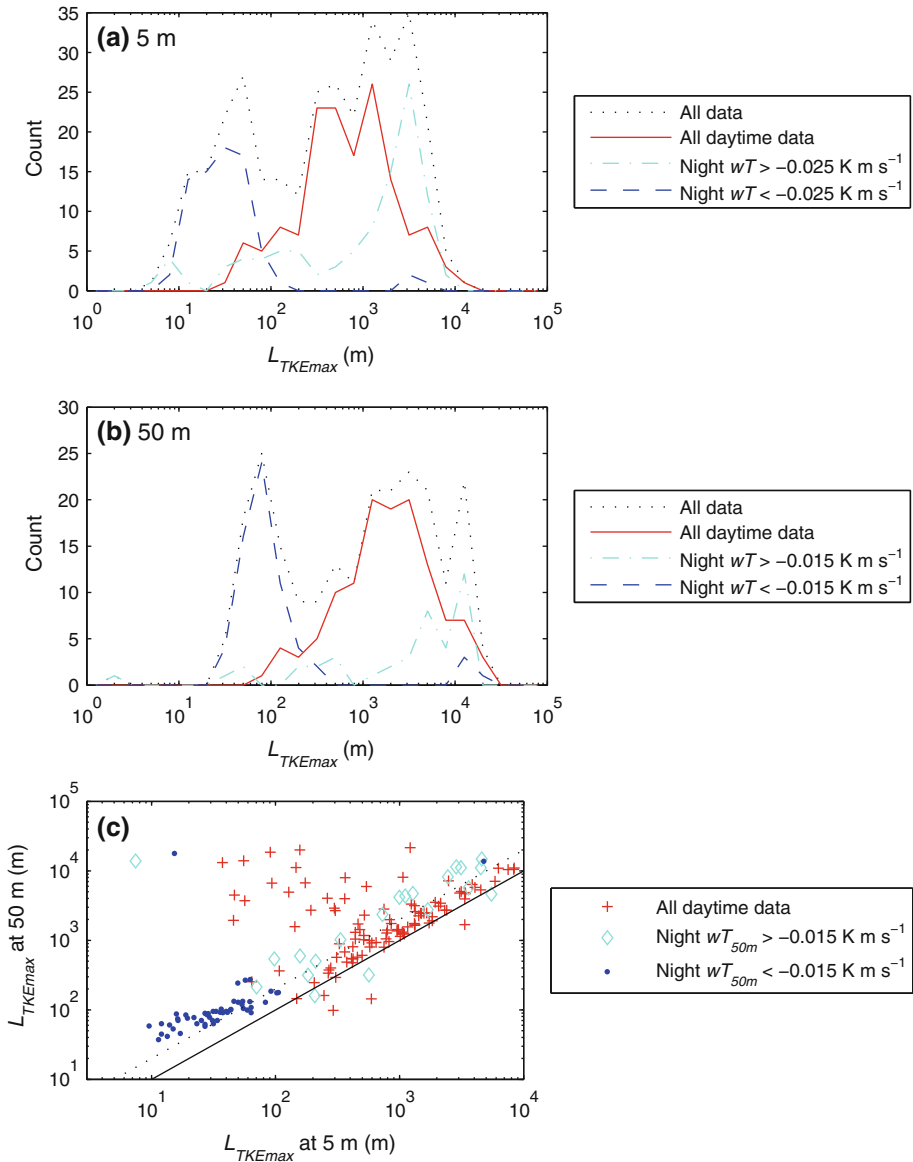 (a) 5 m
35
30
25
20
15
10
5
0
Count
10^0 10^1 10^2 10^3 10^4 10^5
L_TKEmax (m)
All data
All daytime data
Night wT > −0.025 K m s^−1
Night wT < −0.025 K m s^−1
(b) 50 m
30
25
20
15
10
5
0
Count
10^0 10^1 10^2 10^3 10^4 10^5
L_TKEmax (m)
All data
All daytime data
Night wT > −0.015 K m s^−1
Night wT < −0.015 K m s^−1
(c)
10^5
10^4
10^3
10^2
10^1
L_TKEmax at 50 m (m)
10^1 10^2 10^3 10^4
L_TKEmax at 5 m (m)
All daytime data
Night wT_50m > −0.015 K m s^−1
Night wT_50m < −0.015 K m s^−1